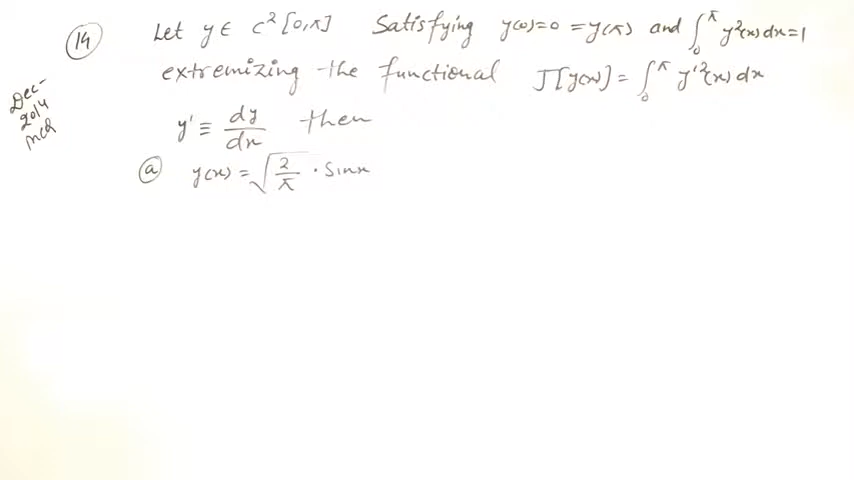 14 Let y ∈ C²[0,π] Satisfying y(0)=0=y(π) and ∫₀^π y²(x)dx=1
extremizing the functional J[y(x)] = ∫₀^π y'²(x)dx
Dec-
2014
MCQ
y' ≡ dy/dx then
a y(x) = √(2/π) · Sinx